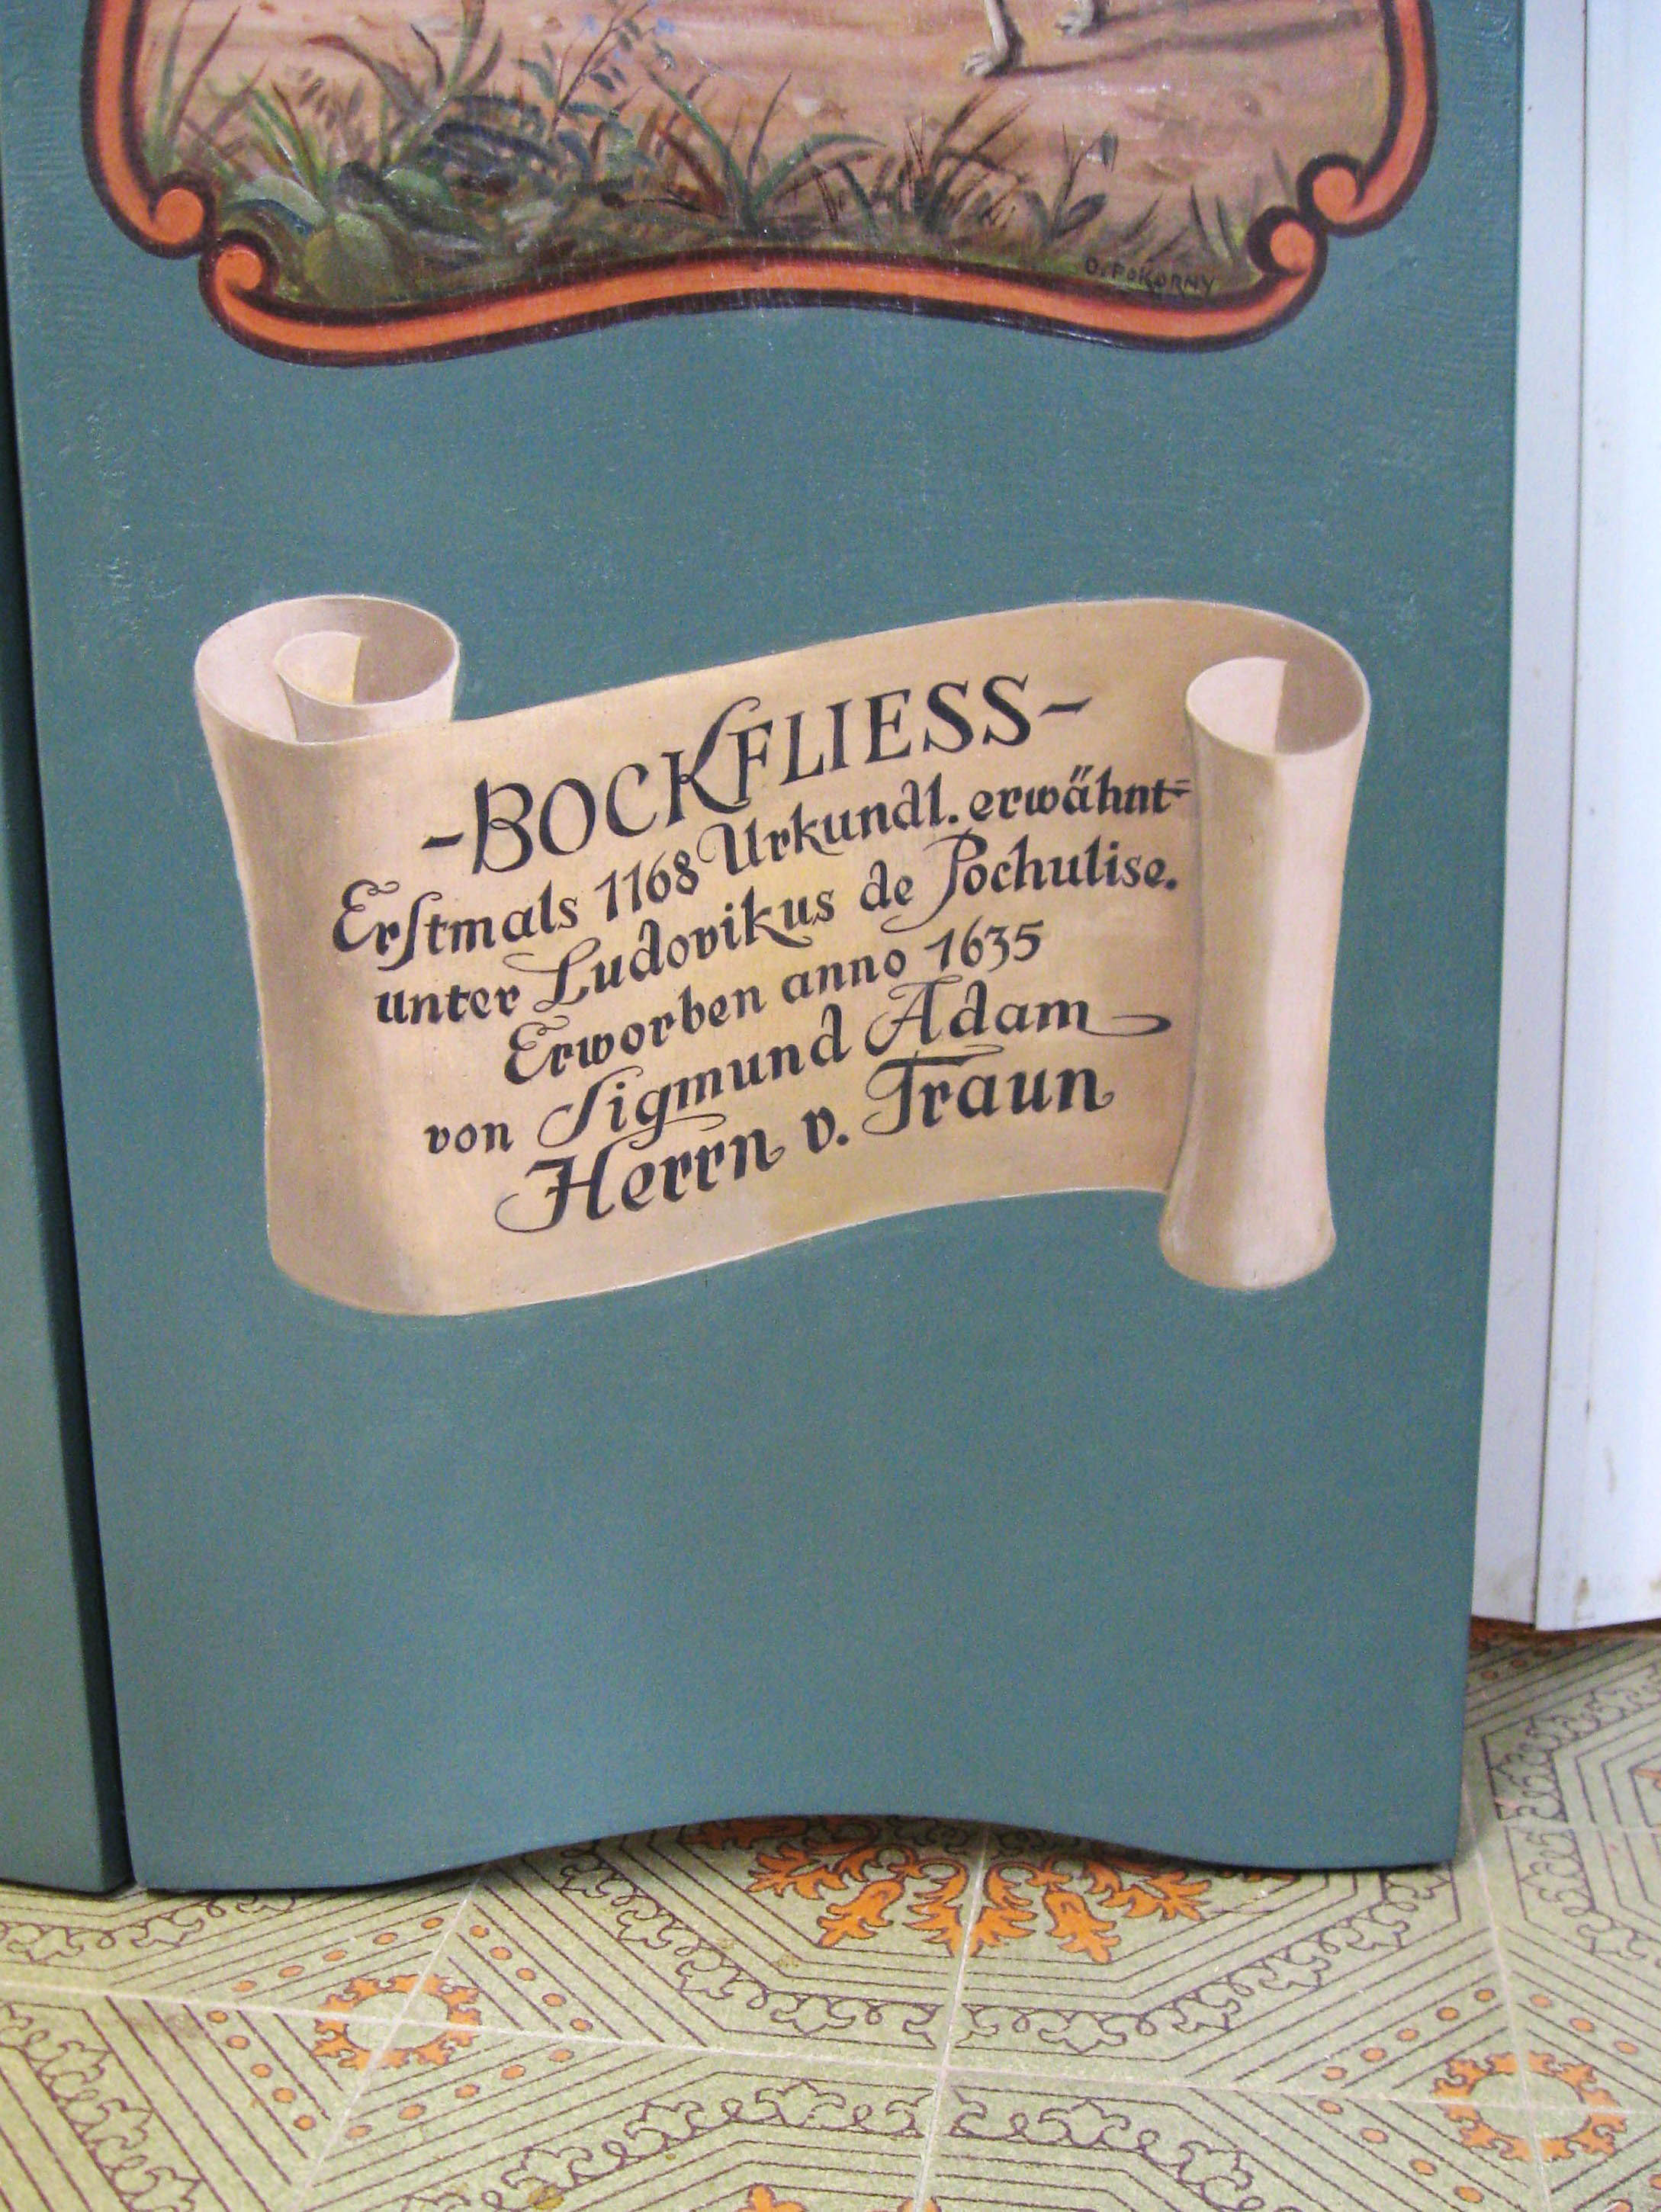 O. POKORNY
-BOCKFLIESS-
Erſtmals 1168 Urkundl. erwähnt-
unter Ludovikus de Pochulise.
Erworben anno 1635
von Sigmund Adam
Herrn v. Traun